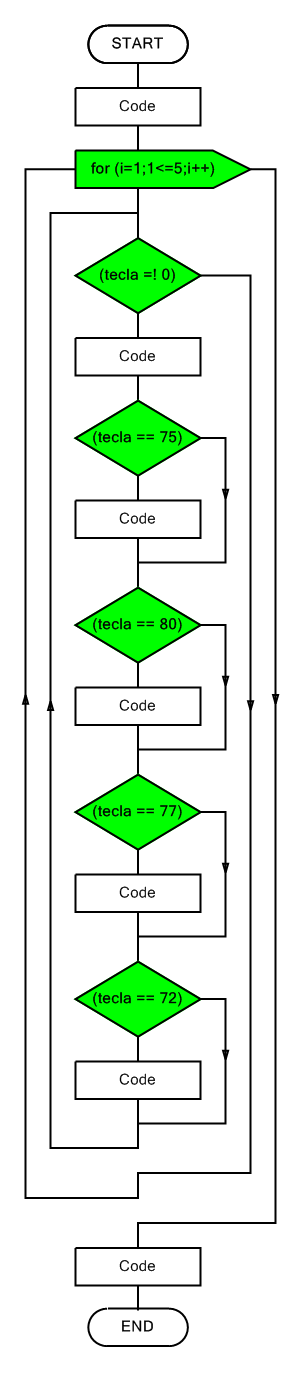 START
Code
for (i=1;1<=5;i++)
(tecla =! 0)
Code
(tecla == 75)
Code
(tecla == 80)
Code
(tecla == 77)
Code
(tecla == 72)
Code
Code
END